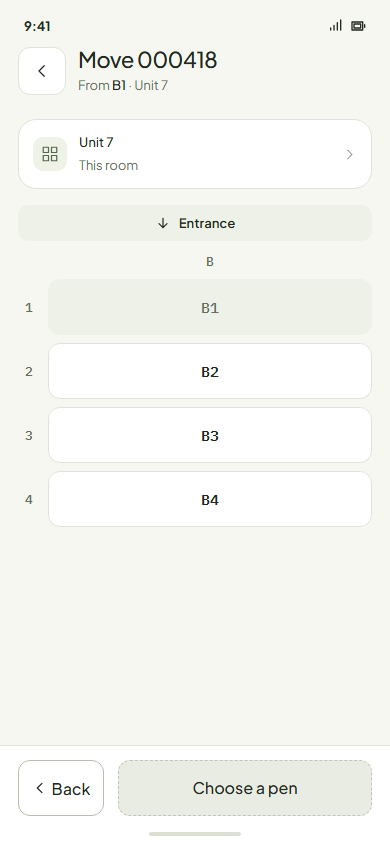 9:41
Move 000418
From B1 · Unit 7
Unit 7
This room
Entrance
B
1 B1
2 B2
3 B3
4 B4
Back Choose a pen